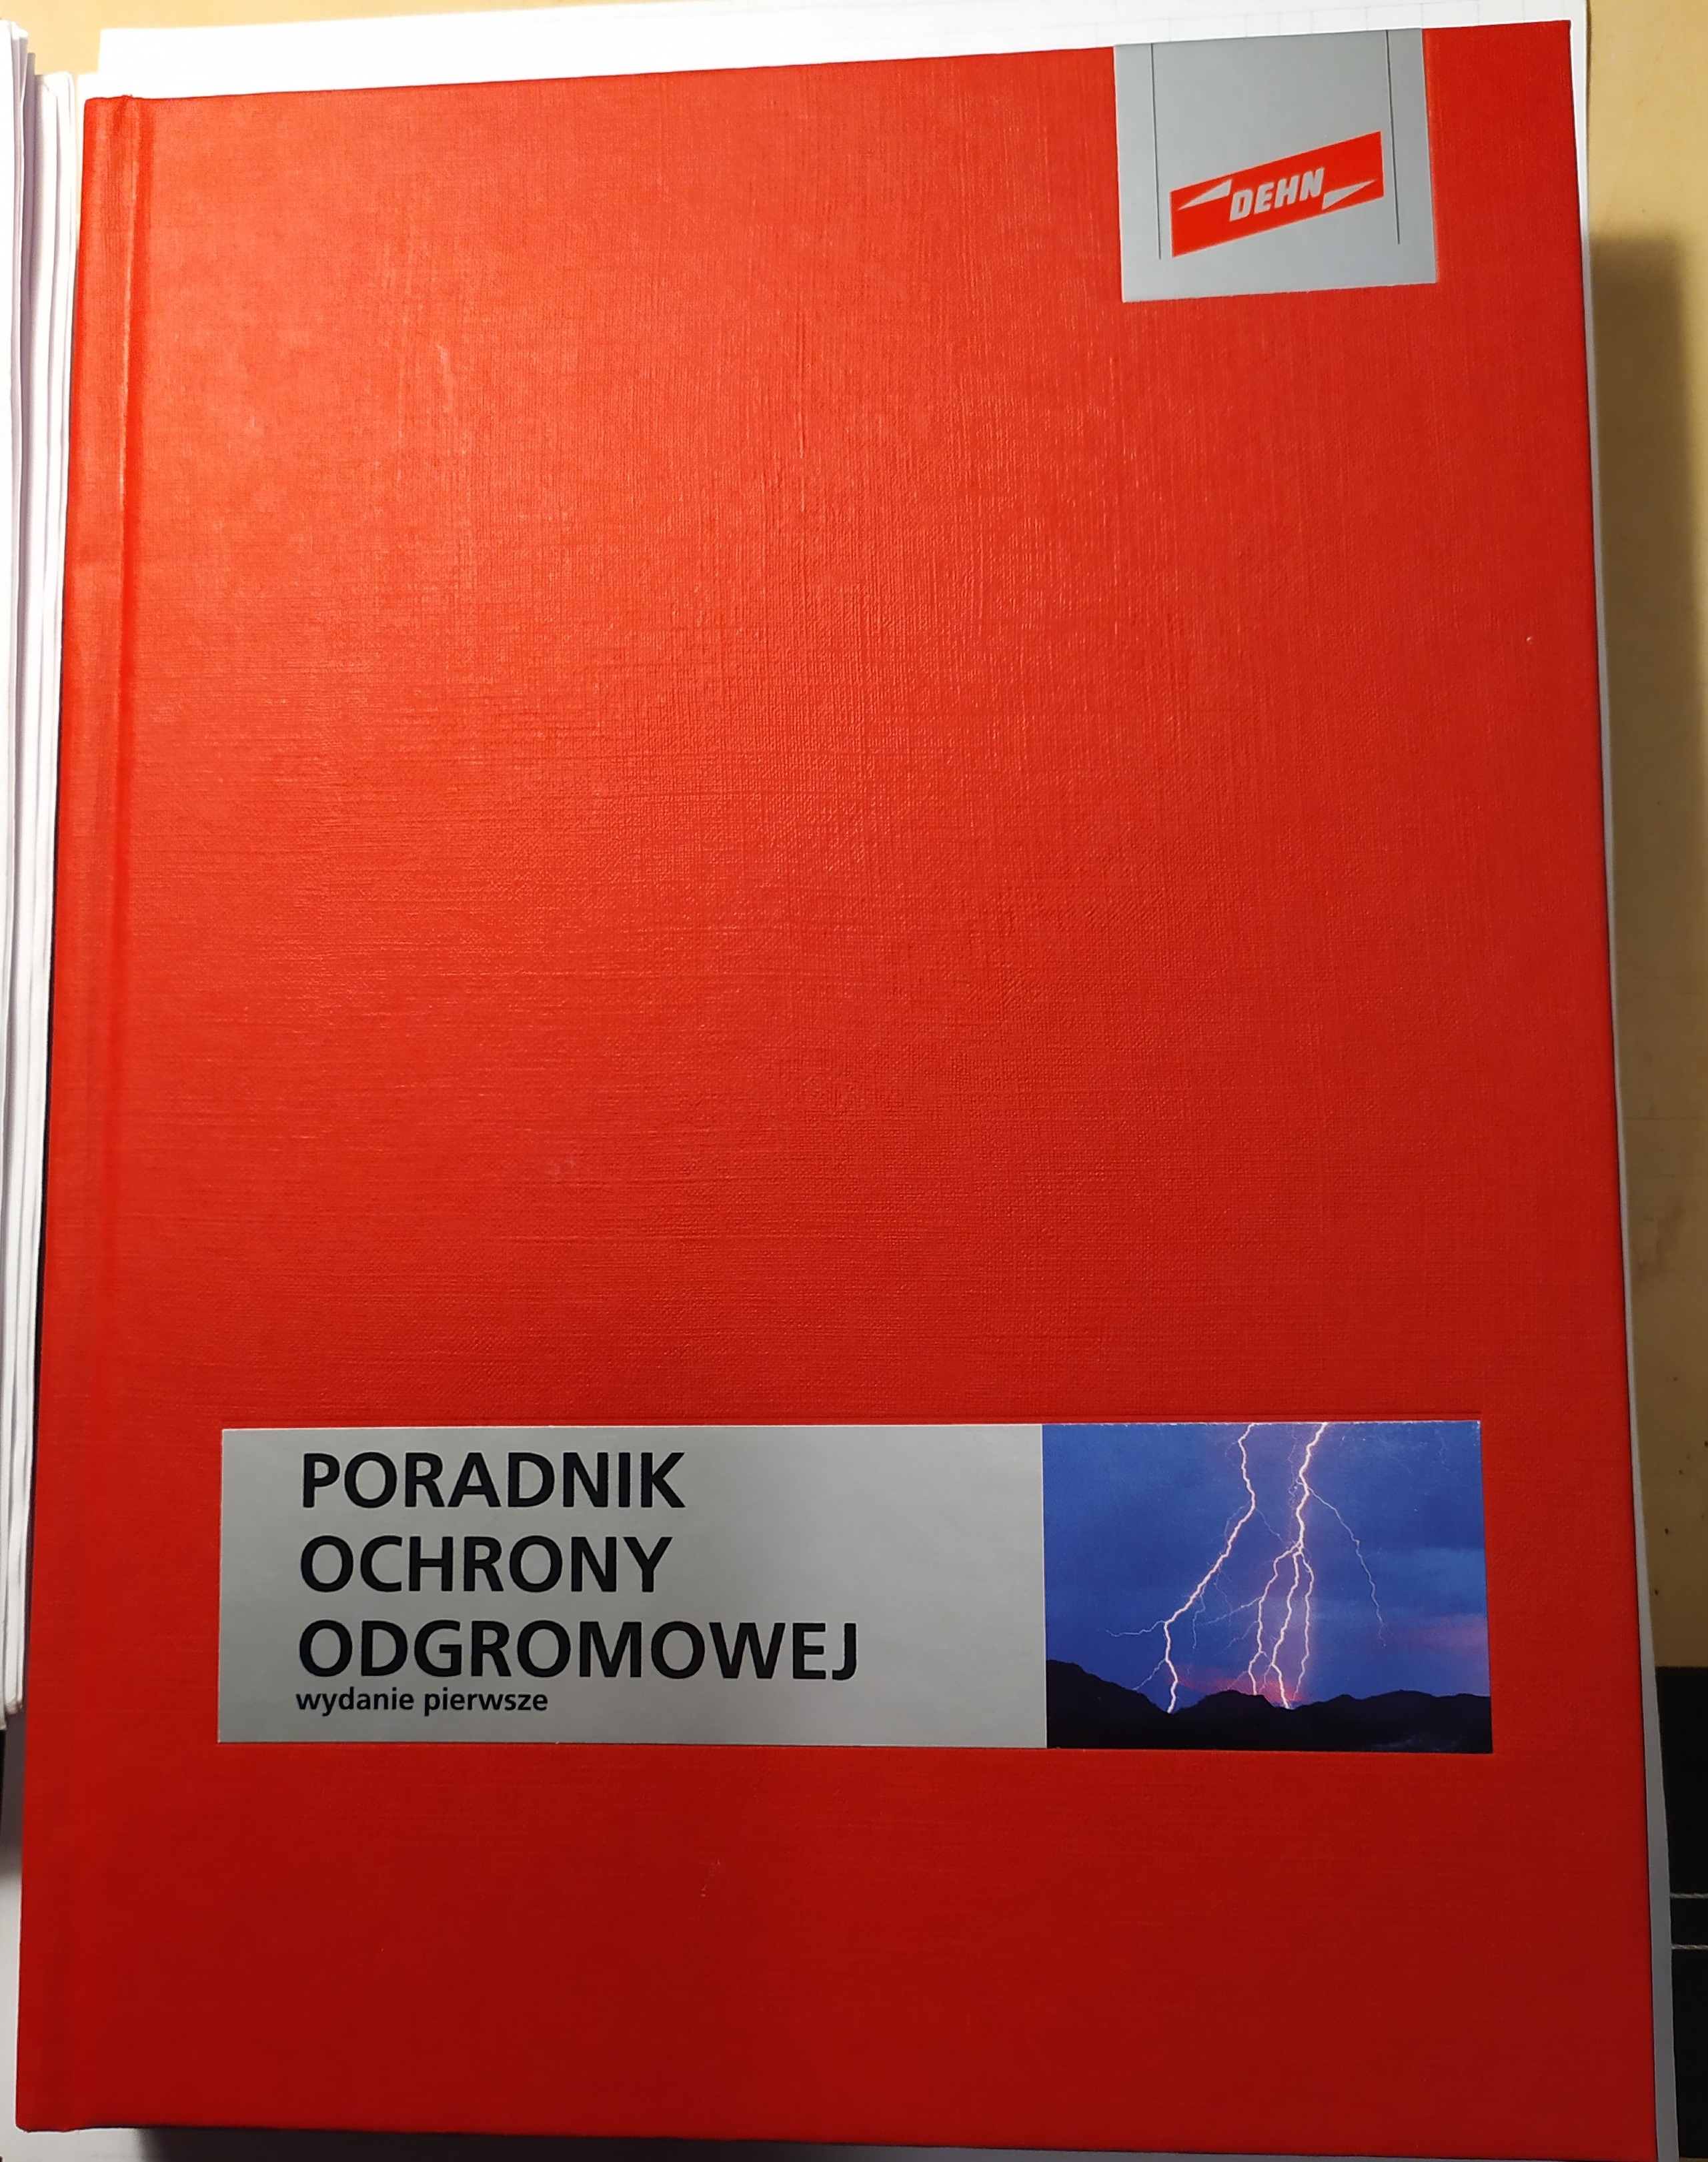 DEHN
PORADNIK
OCHRONY
ODGROMOWEJ
wydanie pierwsze